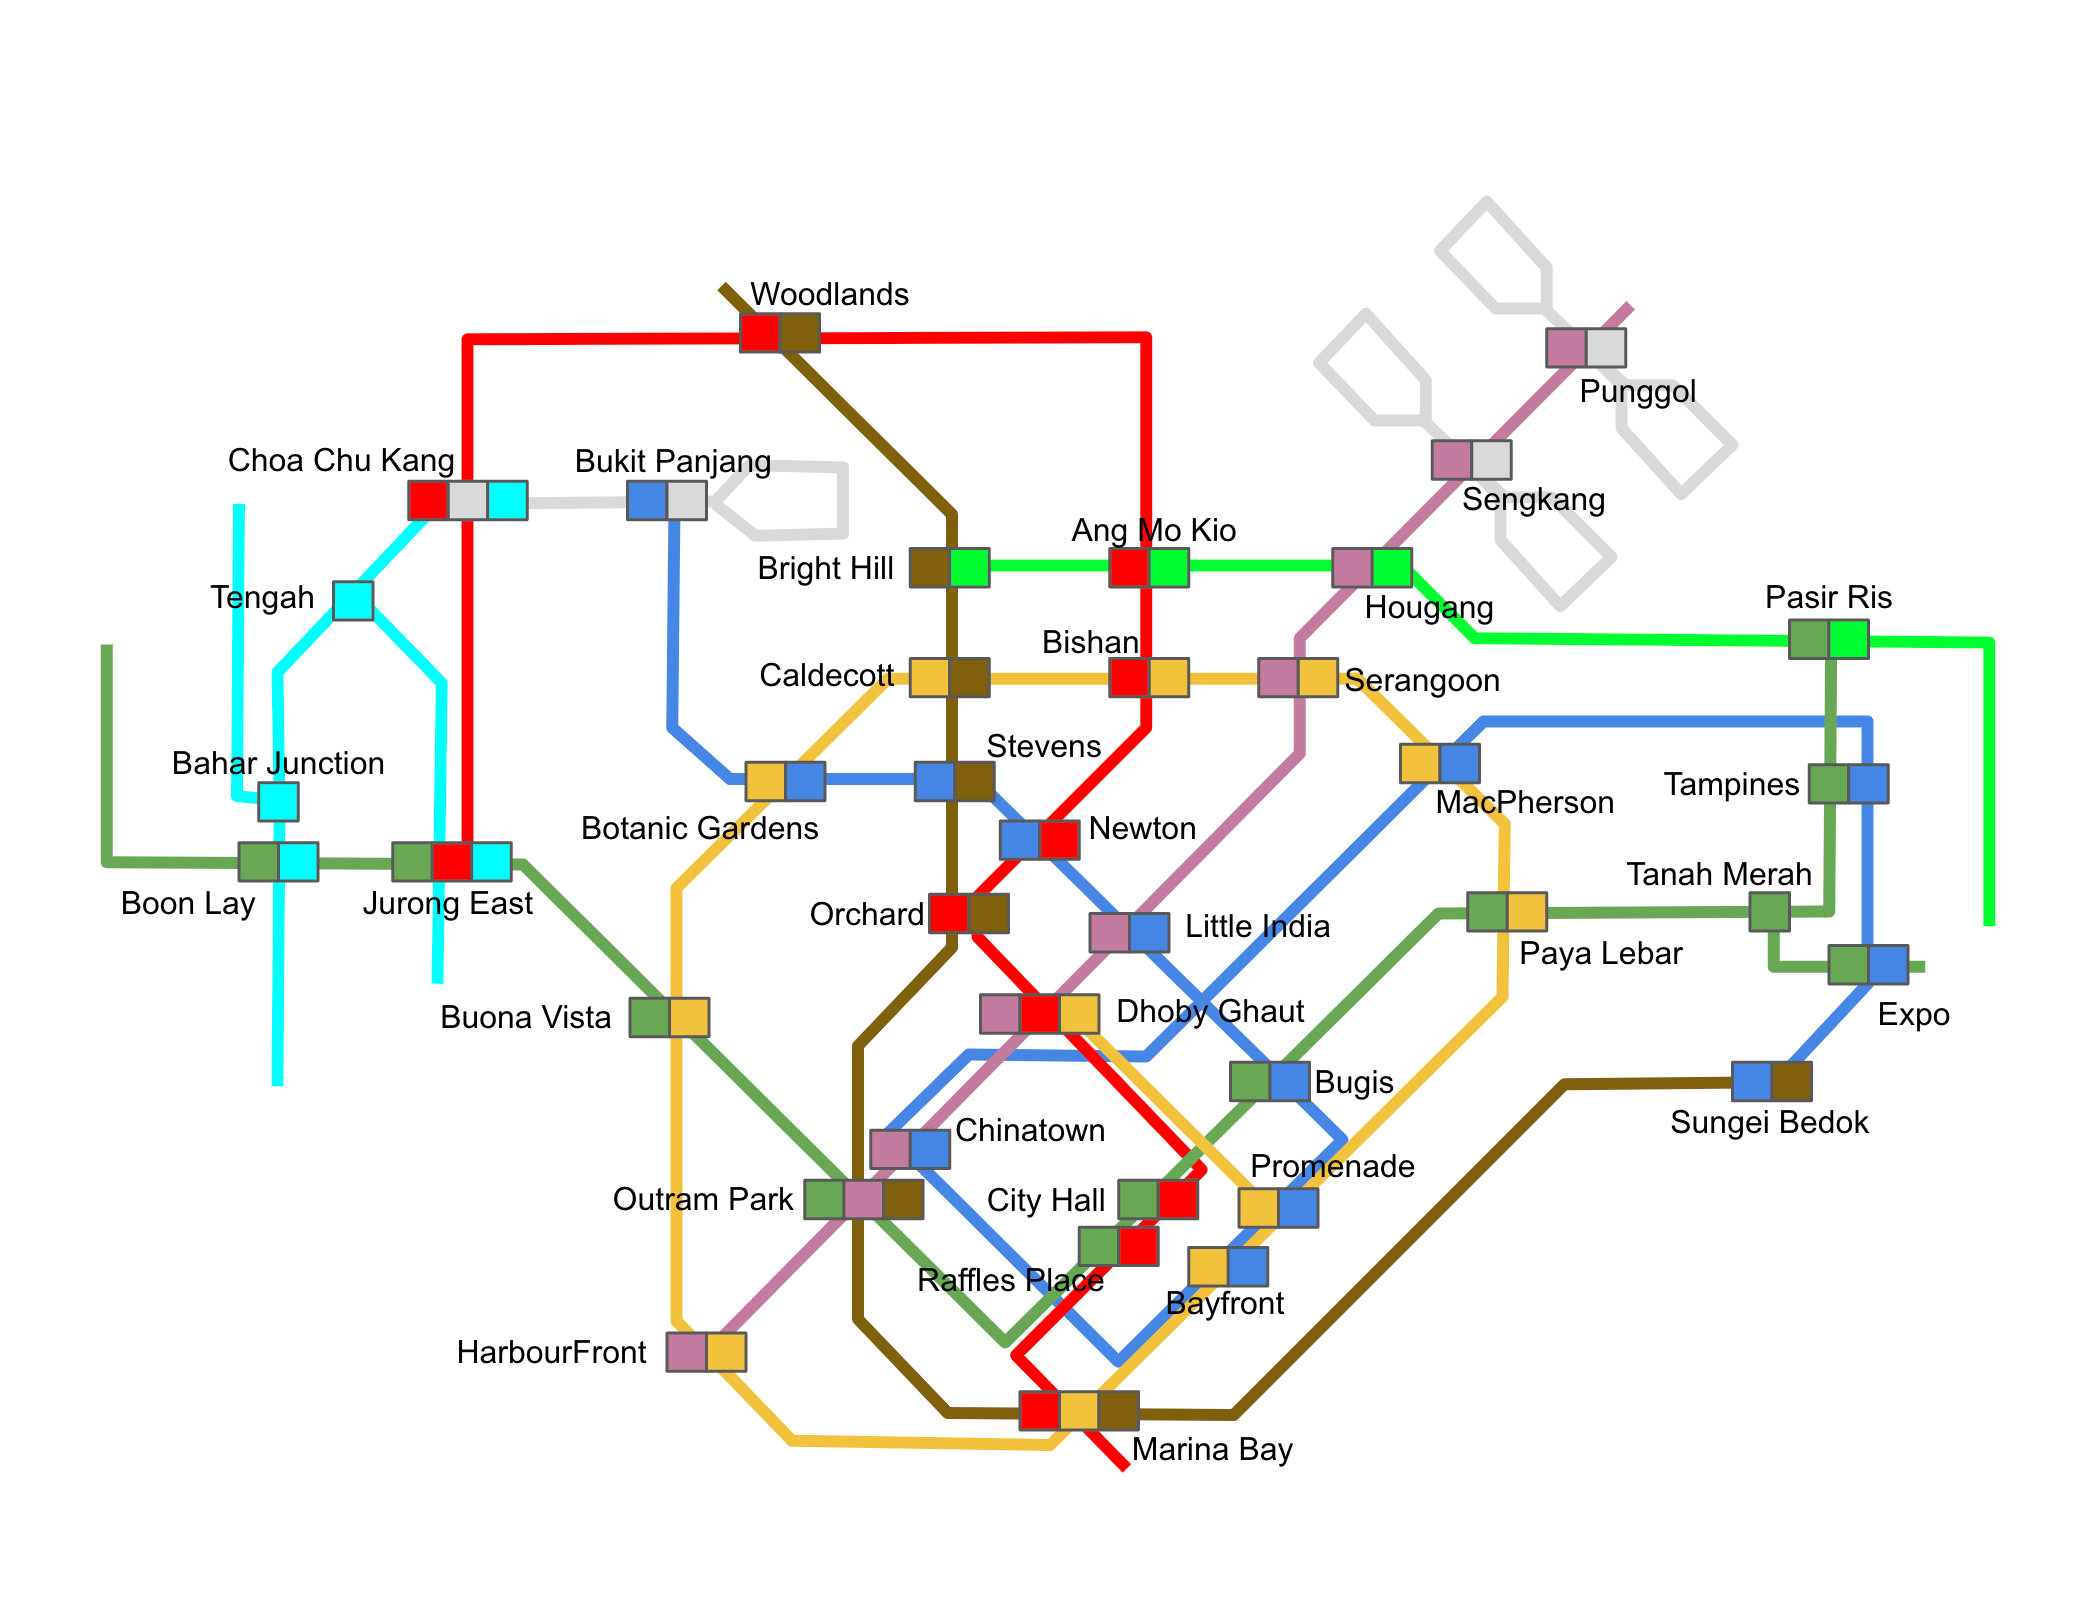 Woodlands
Punggol
Choa Chu Kang
Bukit Panjang
Sengkang
Ang Mo Kio
Bright Hill
Tengah
Hougang
Pasir Ris
Bishan
Caldecott
Serangoon
Stevens
Bahar Junction
Tampines
MacPherson
Botanic Gardens
Newton
Tanah Merah
Boon Lay
Jurong East
Orchard
Little India
Paya Lebar
Buona Vista
Dhoby Ghaut
Expo
Bugis
Sungei Bedok
Chinatown
Promenade
Outram Park
City Hall
Raffles Place
Bayfront
HarbourFront
Marina Bay